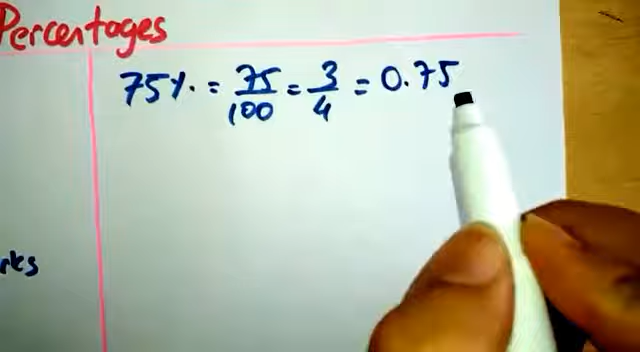 Percentages
75% = 75/100 = 3/4 = 0.75